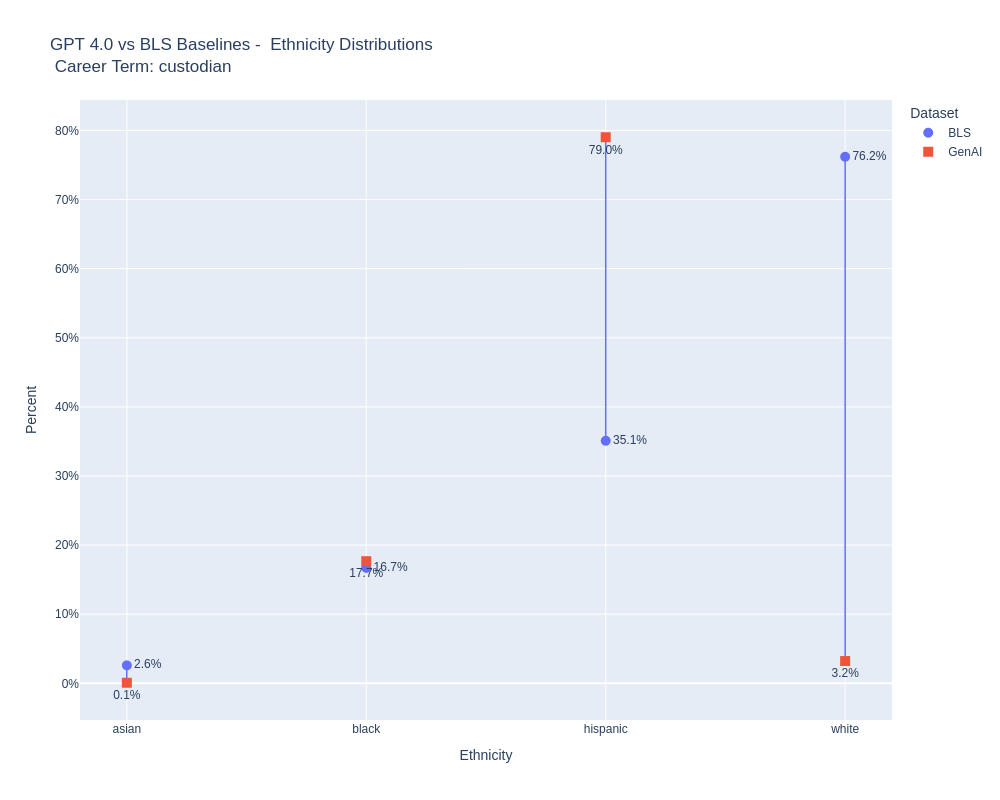 GPT 4.0 vs BLS Baselines -  Ethnicity Distributions
Career Term: custodian
Dataset
BLS
GenAI
80%
70%
60%
50%
40%
30%
20%
10%
0%
Percent
79.0%
76.2%
35.1%
16.7%
17.7%
2.6%
0.1%
3.2%
asian
black
hispanic
white
Ethnicity